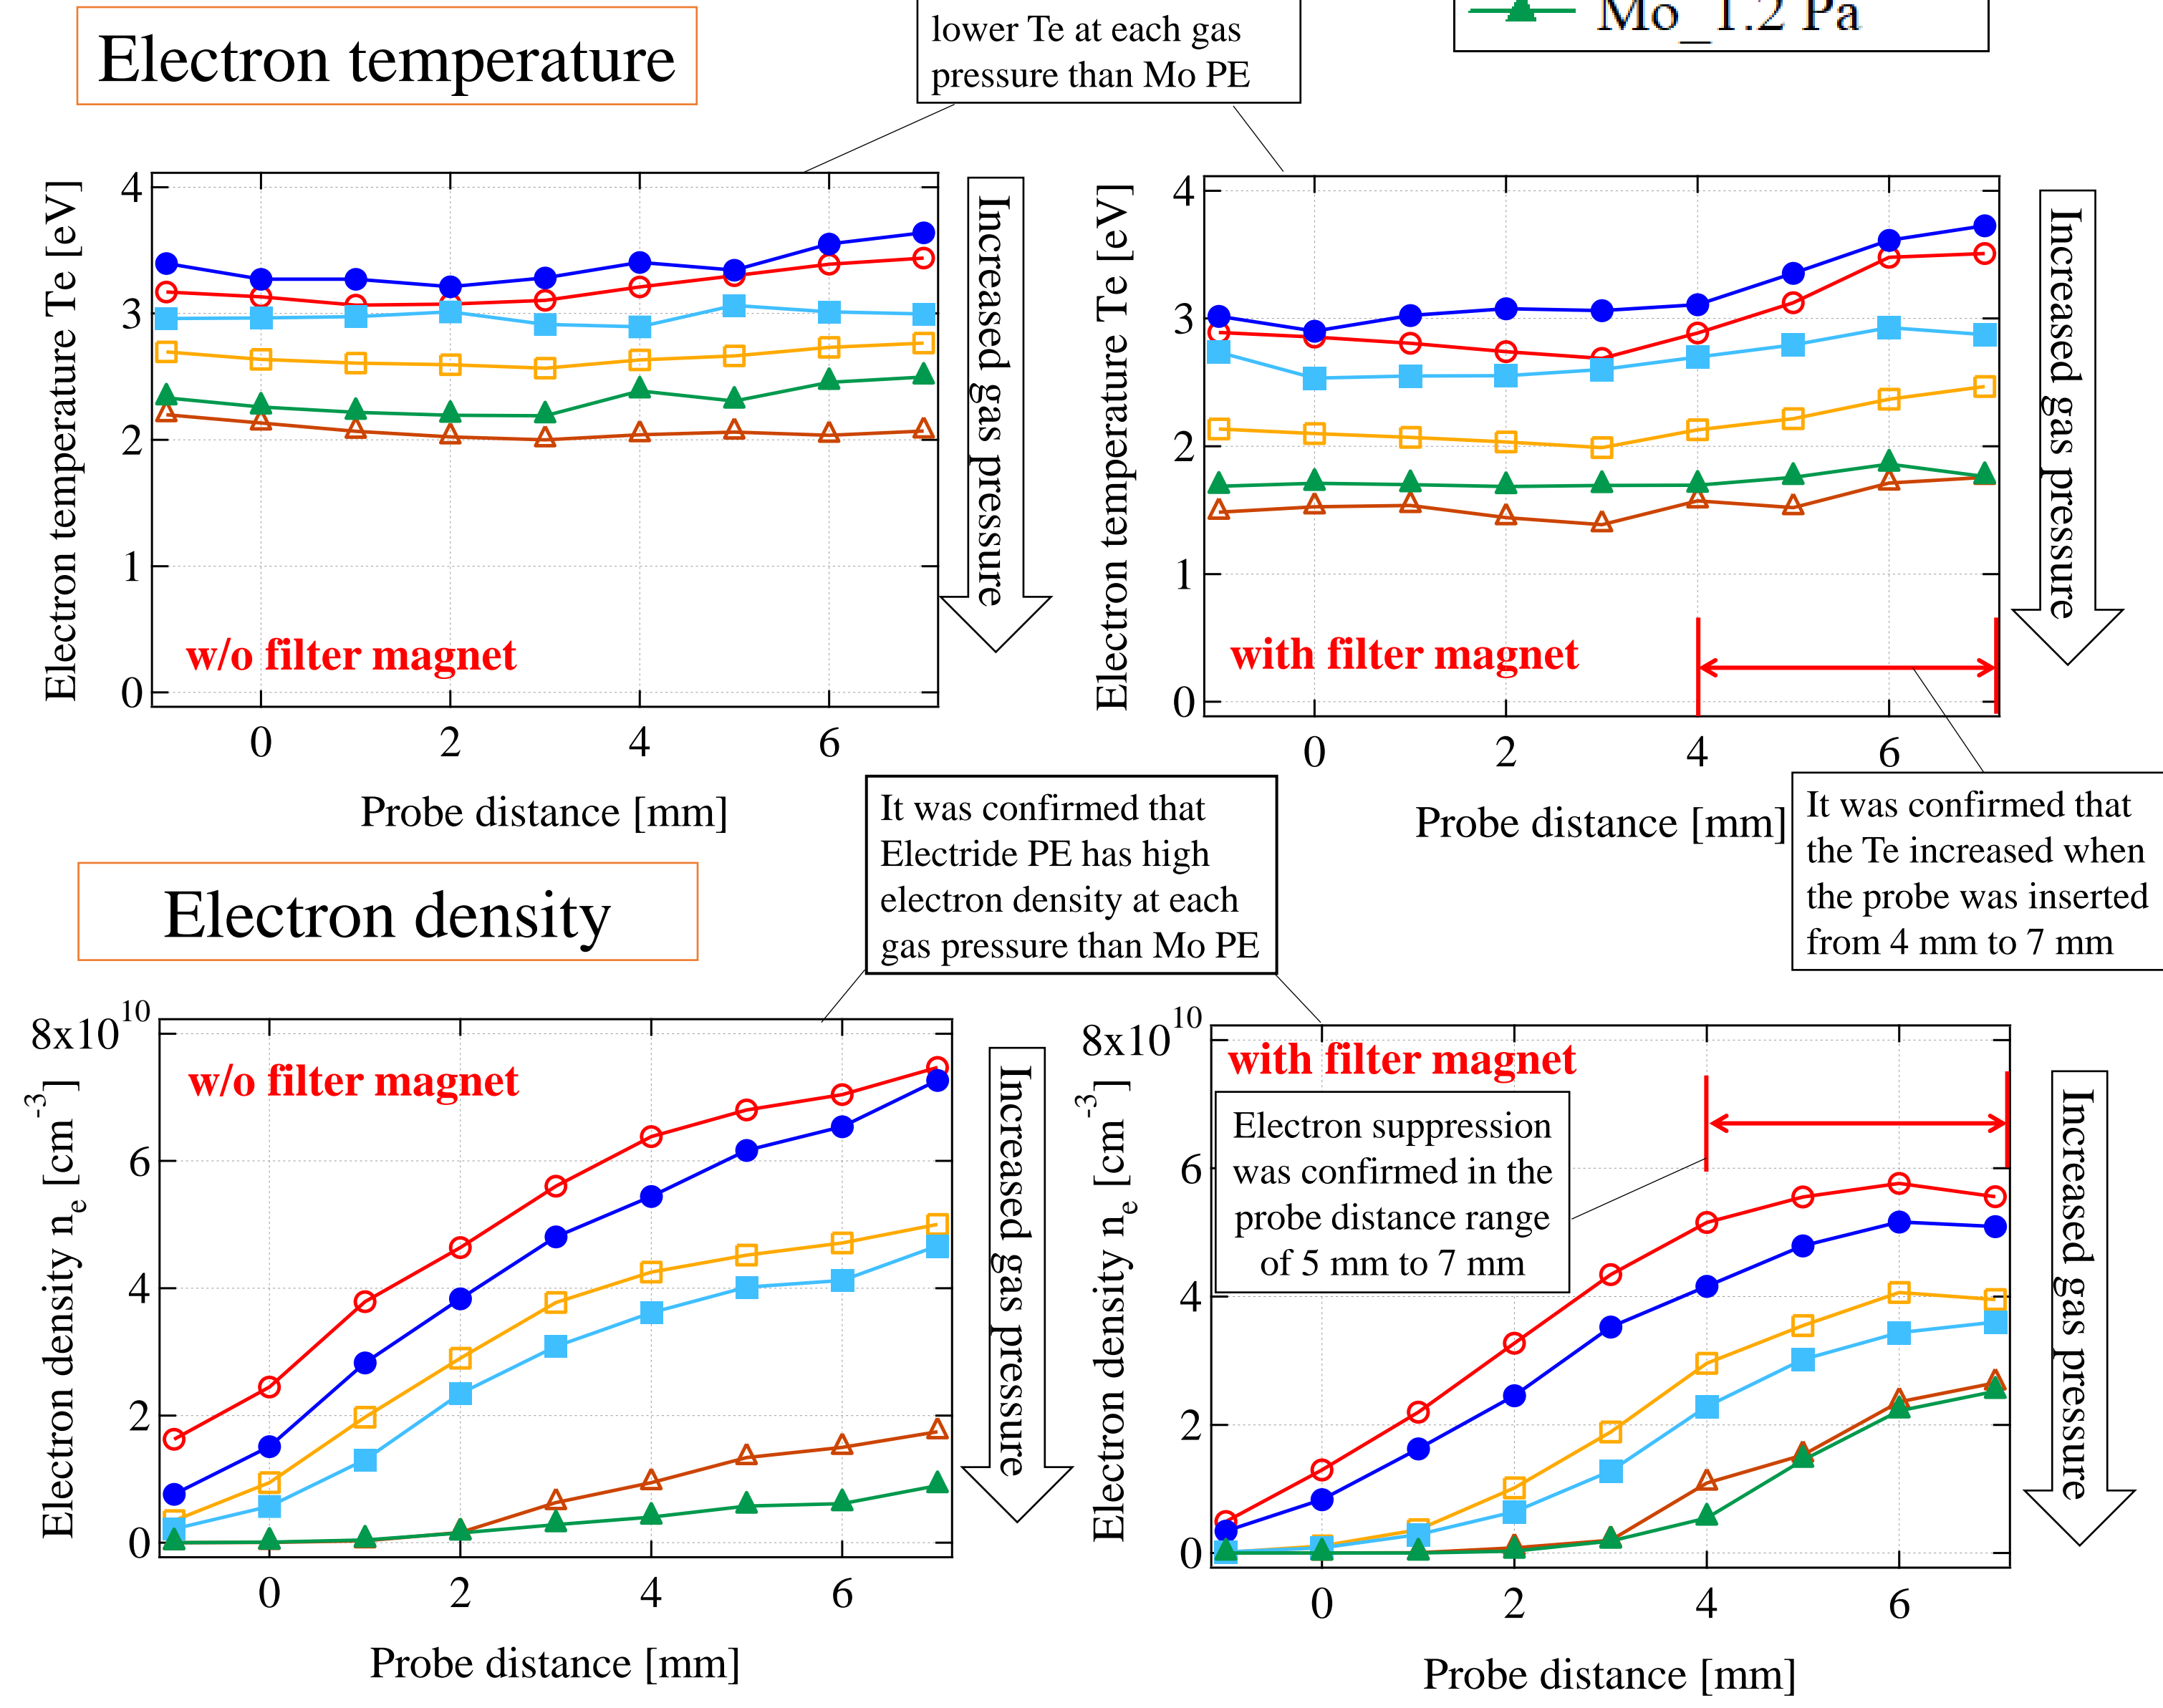 lower Te at each gas
pressure than Mo PE
Mo_1.2 Pa
Electron temperature
Electron temperature Te [eV]
4
3
2
1
0
w/o filter magnet
0 2 4 6
Probe distance [mm]
Increased gas pressure
Electron temperature Te [eV]
4
3
2
1
0
with filter magnet
0 2 4 6
Probe distance [mm]
Increased gas pressure
It was confirmed that
the Te increased when
the probe was inserted
from 4 mm to 7 mm
It was confirmed that
Electride PE has high
electron density at each
gas pressure than Mo PE
Electron density
Electron density nₑ [cm⁻³]
8x10¹⁰
6
4
2
0
w/o filter magnet
0 2 4 6
Probe distance [mm]
Increased gas pressure
Electron density nₑ [cm⁻³]
8x10¹⁰
6
4
2
0
with filter magnet
Electron suppression
was confirmed in the
probe distance range
of 5 mm to 7 mm
0 2 4 6
Probe distance [mm]
Increased gas pressure